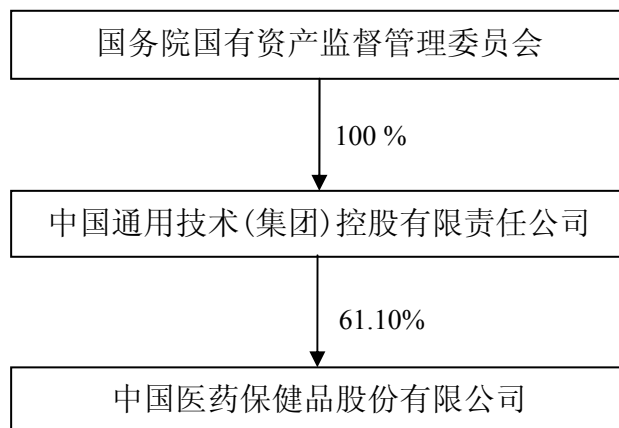 国务院国有资产监督管理委员会
100 %
中国通用技术(集团)控股有限责任公司
61.10%
中国医药保健品股份有限公司